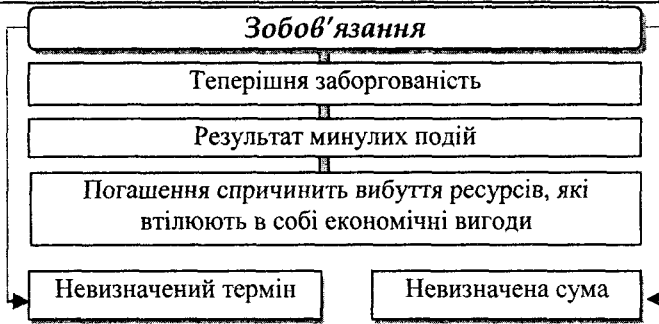 Зобов'язання
Теперішня заборгованість
Результат минулих подій
Погашення спричинить вибуття ресурсів, які
втілюють в собі економічні вигоди
Невизначений термін
Невизначена сума